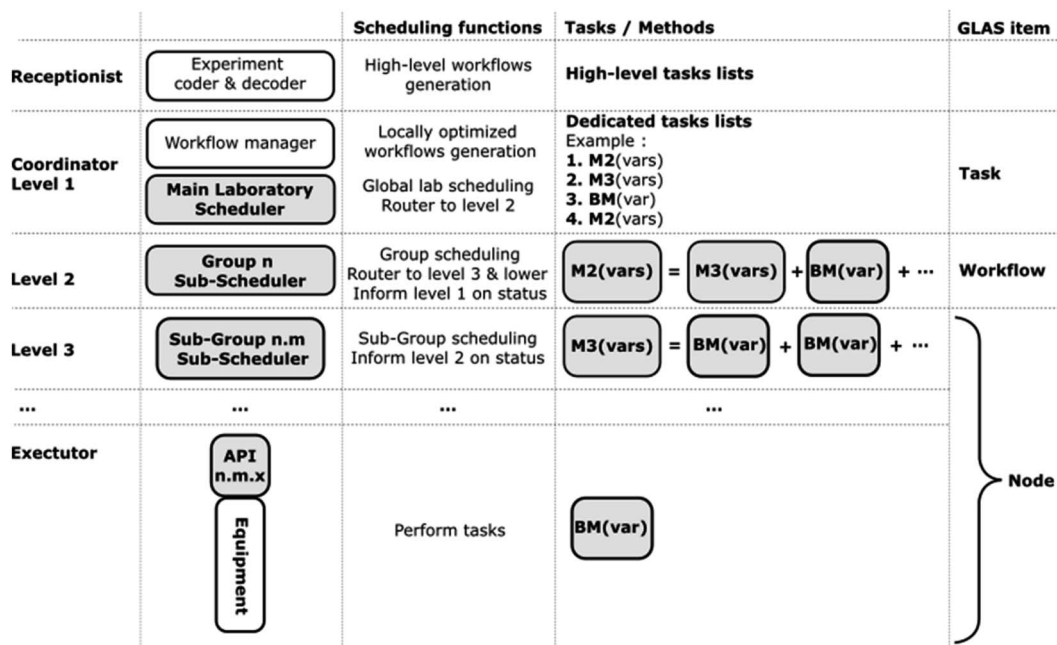 Scheduling functions
Tasks / Methods
GLAS item
Receptionist
Experiment
coder & decoder
High-level workflows
generation
High-level tasks lists
Coordinator
Level 1
Workflow manager
Locally optimized
workflows generation
Main Laboratory
Scheduler
Global lab scheduling
Router to level 2
Dedicated tasks lists
Example :
1. M2(vars)
2. M3(vars)
3. BM(var)
4. M2(vars)
Task
Level 2
Group n
Sub-Scheduler
Group scheduling
Router to level 3 & lower
Inform level 1 on status
M2(vars) = M3(vars) + BM(var) + ...
Workflow
Level 3
Sub-Group n.m
Sub-Scheduler
Sub-Group scheduling
Inform level 2 on status
M3(vars) = BM(var) + BM(var) + ...
... ... ... ...
Exectutor
API
n.m.x
Equipment
Perform tasks
BM(var)
Node